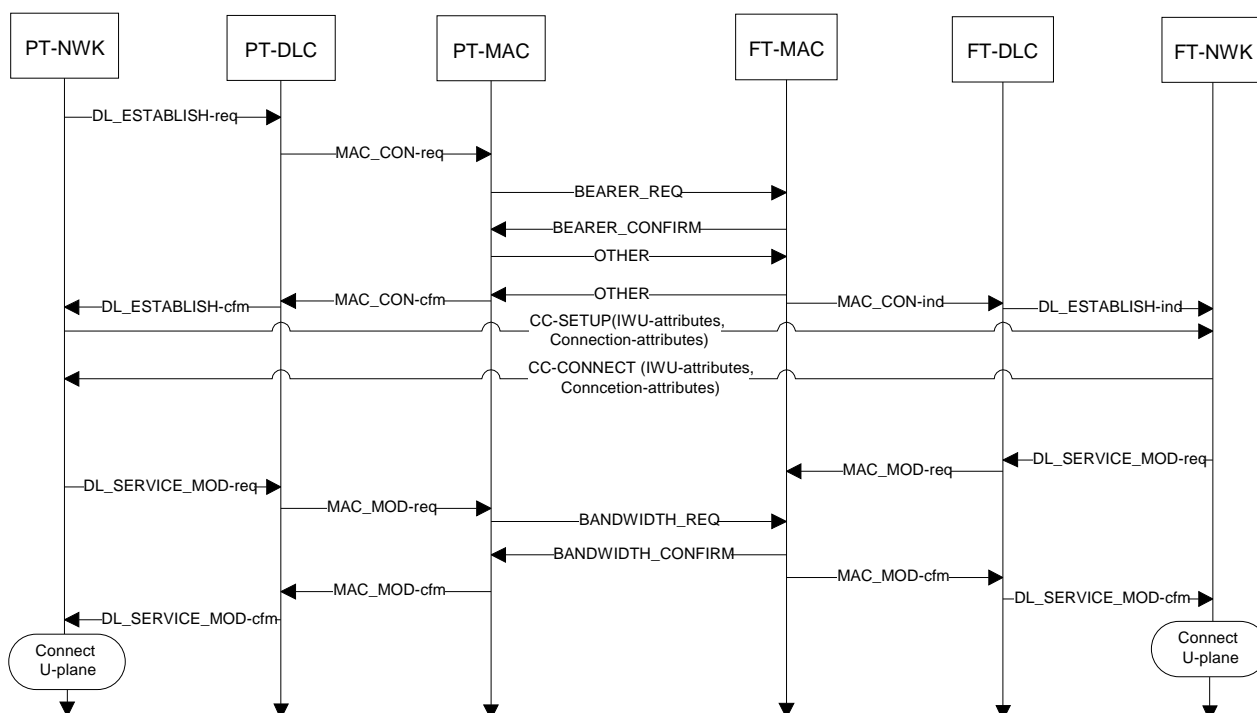 PT-NWK
PT-DLC
PT-MAC
FT-MAC
FT-DLC
FT-NWK
DL_ESTABLISH-req
MAC_CON-req
BEARER_REQ
BEARER_CONFIRM
OTHER
OTHER
MAC_CON-cfm
DL_ESTABLISH-cfm
MAC_CON-ind
DL_ESTABLISH-ind
CC-SETUP(IWU-attributes,
Connection-attributes)
CC-CONNECT (IWU-attributes,
Conncetion-attributes)
DL_SERVICE_MOD-req
MAC_MOD-req
DL_SERVICE_MOD-req
MAC_MOD-req
BANDWIDTH_REQ
BANDWIDTH_CONFIRM
MAC_MOD-cfm
MAC_MOD-cfm
DL_SERVICE_MOD-cfm
DL_SERVICE_MOD-cfm
Connect
U-plane
Connect
U-plane